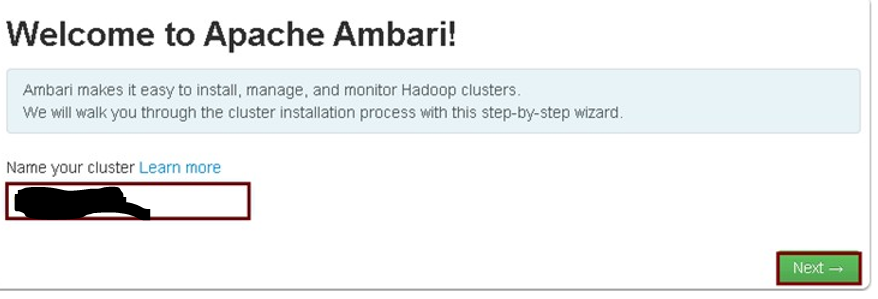 Welcome to Apache Ambari!
Ambari makes it easy to install, manage, and monitor Hadoop clusters.
We will walk you through the cluster installation process with this step-by-step wizard.
Name your cluster Learn more
Next →